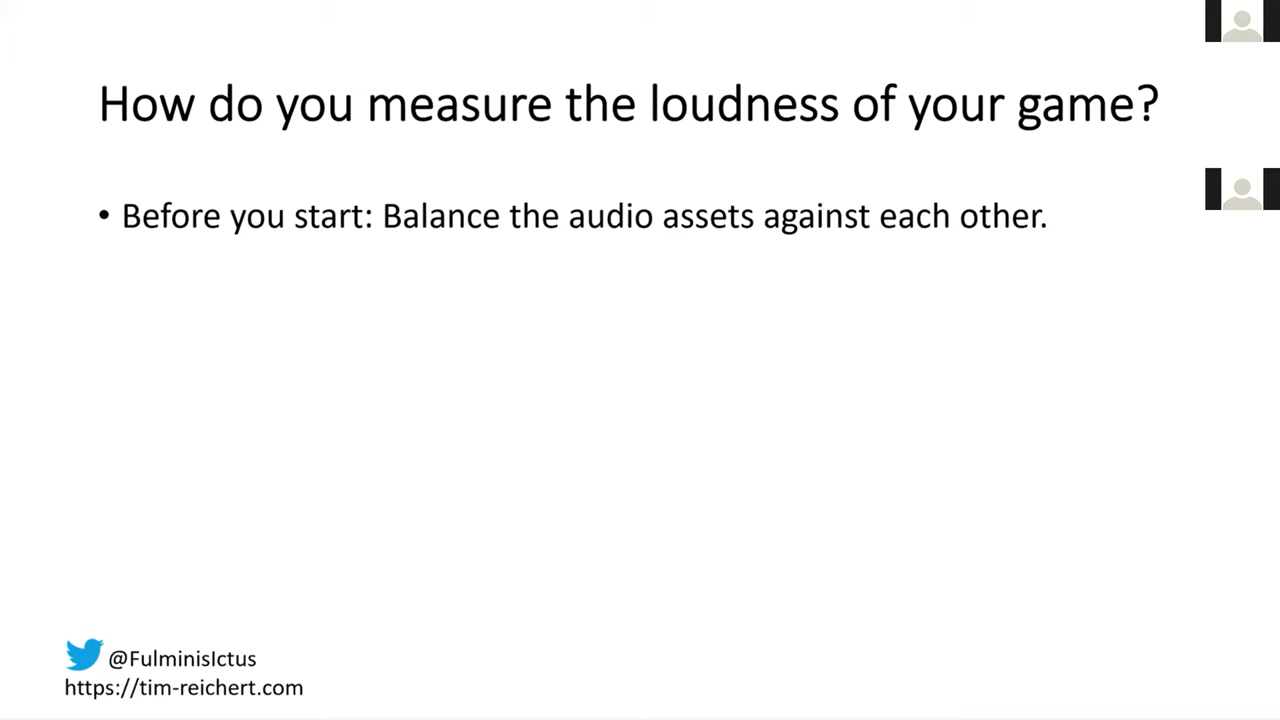 How do you measure the loudness of your game?
• Before you start: Balance the audio assets against each other.
@FulminisIctus
https://tim-reichert.com